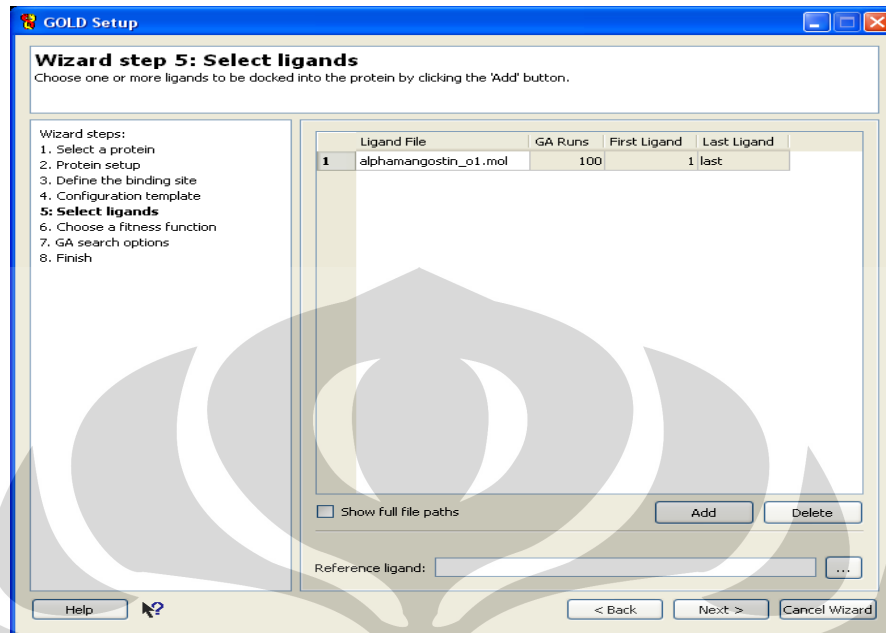 GOLD Setup
Wizard step 5: Select ligands
Choose one or more ligands to be docked into the protein by clicking the 'Add' button.
Wizard steps:
1. Select a protein
2. Protein setup
3. Define the binding site
4. Configuration template
5: Select ligands
6. Choose a fitness function
7. GA search options
8. Finish
Ligand File GA Runs First Ligand Last Ligand
1 alphamangostin_o1.mol 100 1 last
Show full file paths Add Delete
Reference ligand: ...
Help ? < Back Next > Cancel Wizard